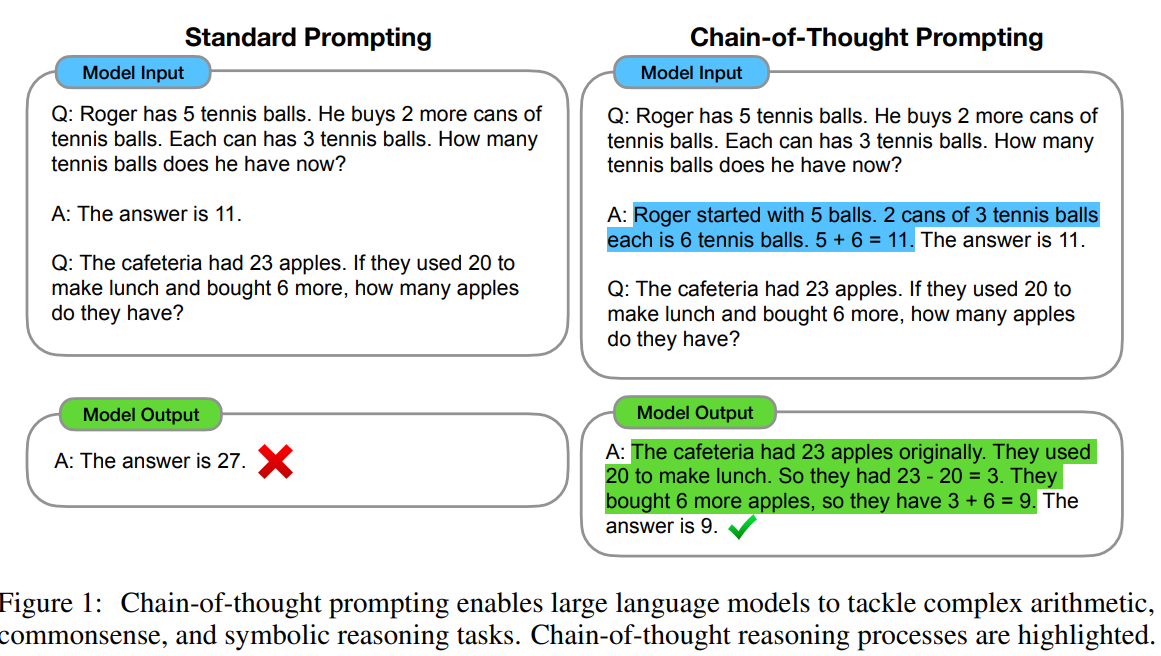 Standard Prompting
Model Input
Q: Roger has 5 tennis balls. He buys 2 more cans of
tennis balls. Each can has 3 tennis balls. How many
tennis balls does he have now?
A: The answer is 11.
Q: The cafeteria had 23 apples. If they used 20 to
make lunch and bought 6 more, how many apples
do they have?
Model Output
A: The answer is 27.
Chain-of-Thought Prompting
Model Input
Q: Roger has 5 tennis balls. He buys 2 more cans of
tennis balls. Each can has 3 tennis balls. How many
tennis balls does he have now?
A: Roger started with 5 balls. 2 cans of 3 tennis balls
each is 6 tennis balls. 5 + 6 = 11. The answer is 11.
Q: The cafeteria had 23 apples. If they used 20 to
make lunch and bought 6 more, how many apples
do they have?
Model Output
A: The cafeteria had 23 apples originally. They used
20 to make lunch. So they had 23 - 20 = 3. They
bought 6 more apples, so they have 3 + 6 = 9. The
answer is 9.
Figure 1: Chain-of-thought prompting enables large language models to tackle complex arithmetic,
commonsense, and symbolic reasoning tasks. Chain-of-thought reasoning processes are highlighted.